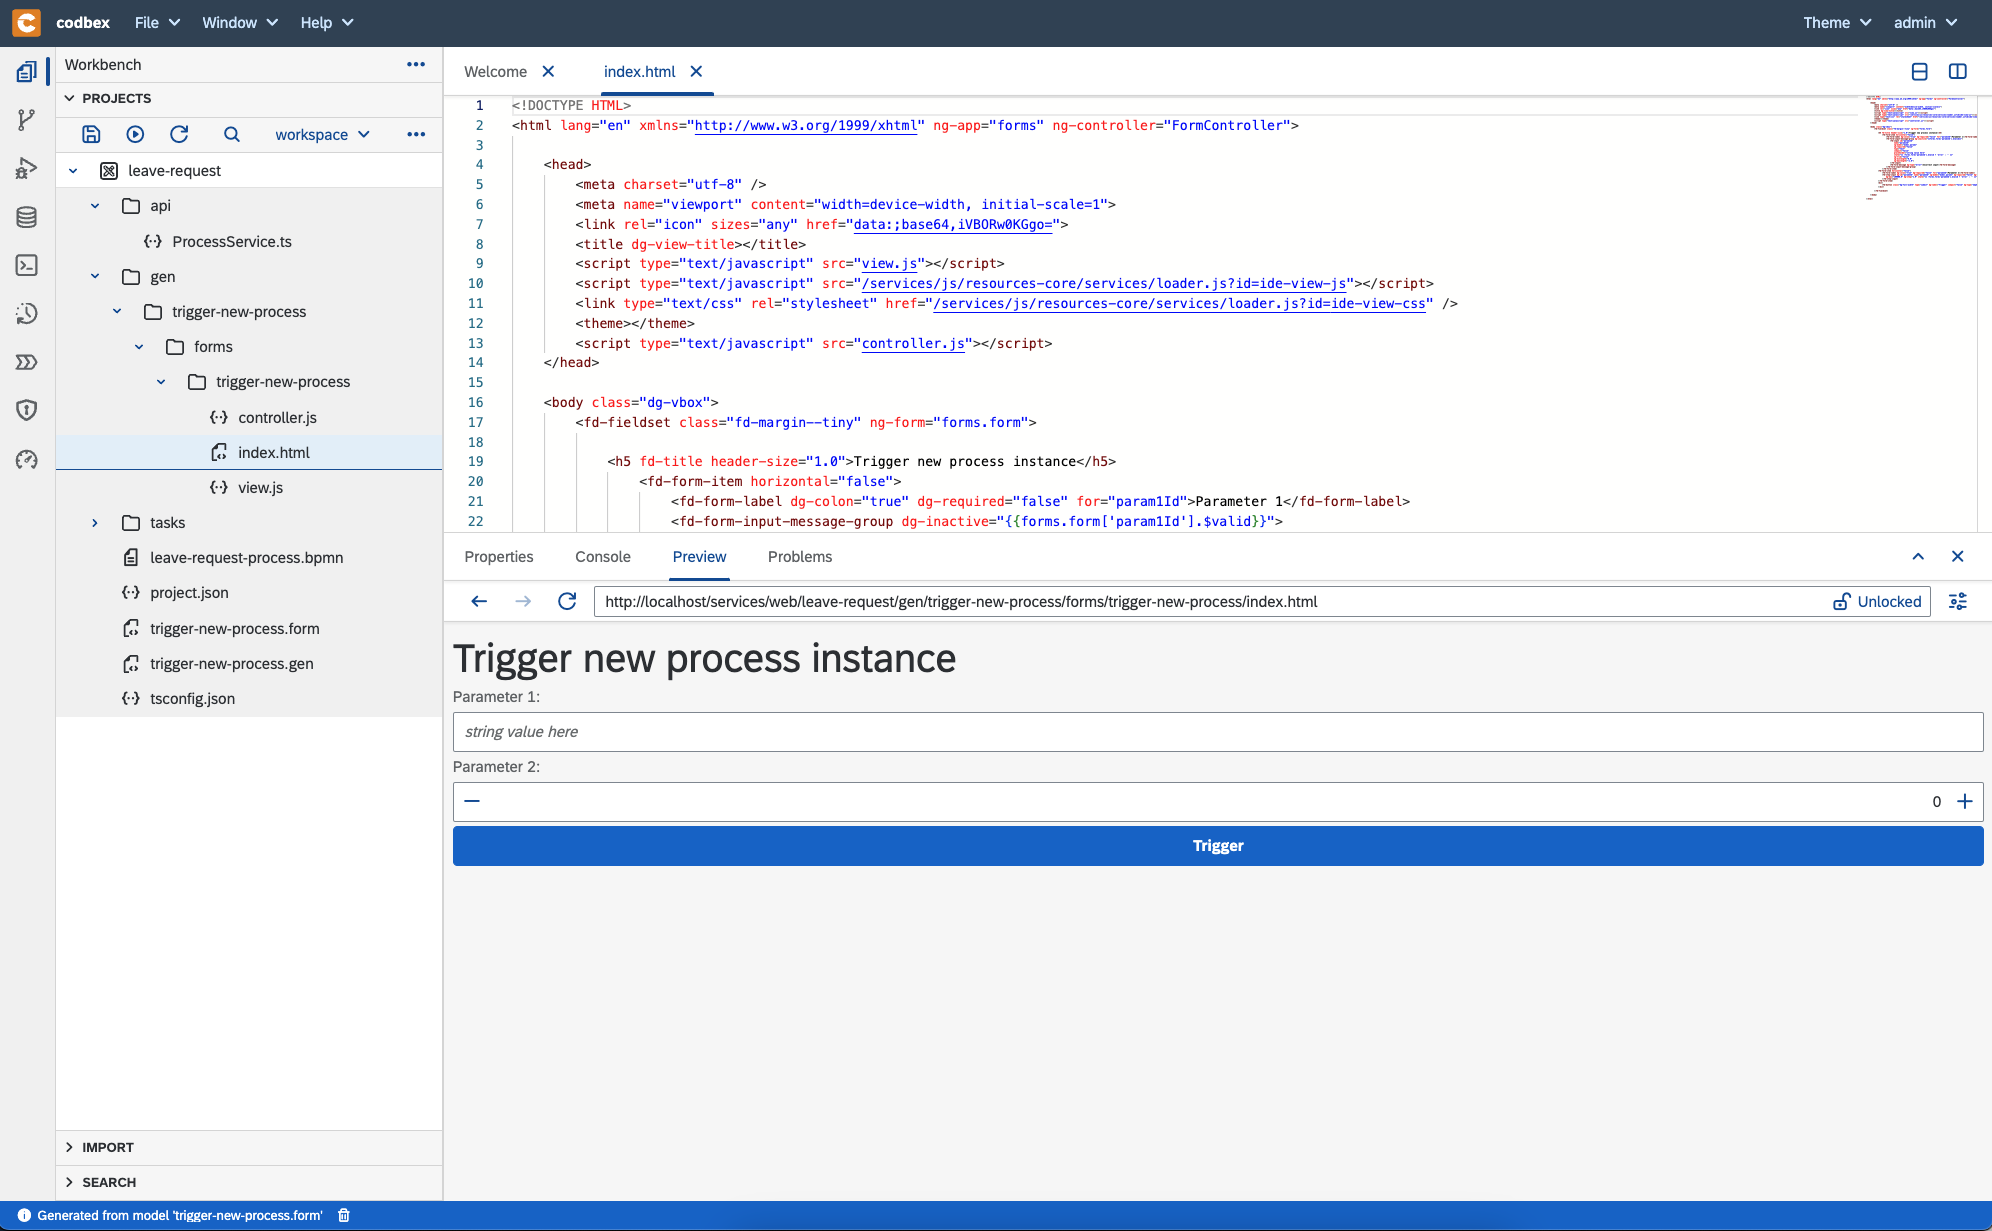 codbex File Window Help Theme admin
Workbench
PROJECTS
workspace
leave-request
api
ProcessService.ts
gen
trigger-new-process
forms
trigger-new-process
controller.js
index.html
view.js
tasks
leave-request-process.bpmn
project.json
trigger-new-process.form
trigger-new-process.gen
tsconfig.json
IMPORT
SEARCH
Welcome index.html
1 <!DOCTYPE HTML>
2 <html lang="en" xmlns="http://www.w3.org/1999/xhtml" ng-app="forms" ng-controller="FormController">
3
4 <head>
5 <meta charset="utf-8" />
6 <meta name="viewport" content="width=device-width, initial-scale=1">
7 <link rel="icon" sizes="any" href="data:;base64,iVBORw0KGgo=">
8 <title dg-view-title></title>
9 <script type="text/javascript" src="view.js"></script>
10 <script type="text/javascript" src="/services/js/resources-core/services/loader.js?id=ide-view-js"></script>
11 <link type="text/css" rel="stylesheet" href="/services/js/resources-core/services/loader.js?id=ide-view-css" />
12 <theme></theme>
13 <script type="text/javascript" src="controller.js"></script>
14 </head>
15
16 <body class="dg-vbox">
17 <fd-fieldset class="fd-margin--tiny" ng-form="forms.form">
18
19 <h5 fd-title header-size="1.0">Trigger new process instance</h5>
20 <fd-form-item horizontal="false">
21 <fd-form-label dg-colon="true" dg-required="false" for="param1Id">Parameter 1</fd-form-label>
22 <fd-form-input-message-group dg-inactive="{{forms.form['param1Id'].$valid}}">
Properties Console Preview Problems
http://localhost/services/web/leave-request/gen/trigger-new-process/forms/trigger-new-process/index.html Unlocked
Trigger new process instance
Parameter 1:
string value here
Parameter 2:
0
Trigger
Generated from model 'trigger-new-process.form'